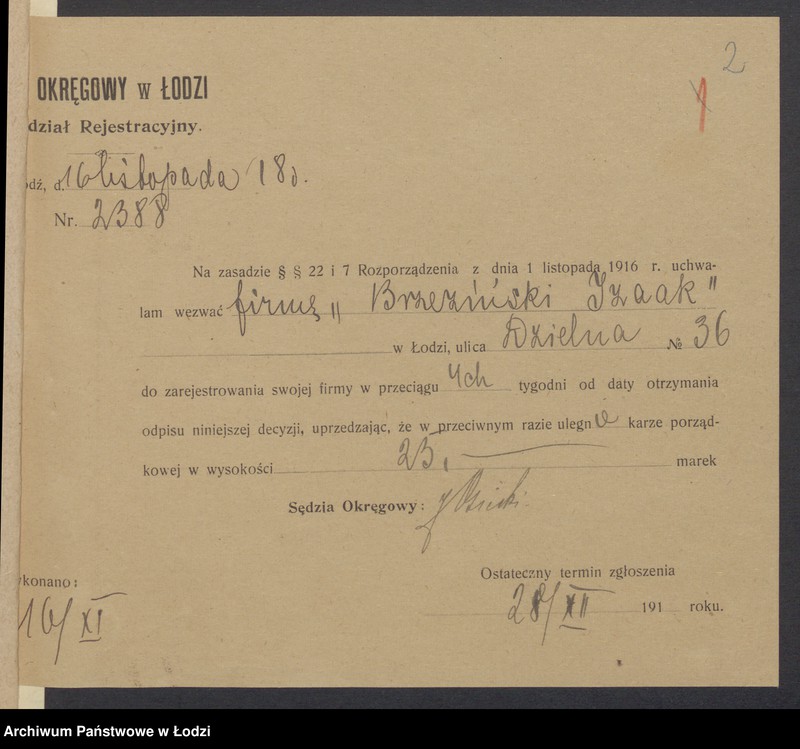 2
1
OKRĘGOWY w ŁODZI
dział Rejestracyjny.
odź, d. 16 listopada 18 r.
Nr. 2388
Na zasadzie § § 22 i 7 Rozporządzenia z dnia 1 listopada 1916 r. uchwa-
lam wezwać firmę „ Brzeziński Izaak "
w Łodzi, ulica Dzielna № 36
do zarejestrowania swojej firmy w przeciągu 4ch tygodni od daty otrzymania
odpisu niniejszej decyzji, uprzedzając, że w przeciwnym razie ulegnie karze porząd-
kowej w wysokości 25. — marek
Sędzia Okręgowy:
Ostateczny termin zgłoszenia
ykonano:
28/XII 191 roku.
16/XI
Archiwum Państwowe w Łodzi